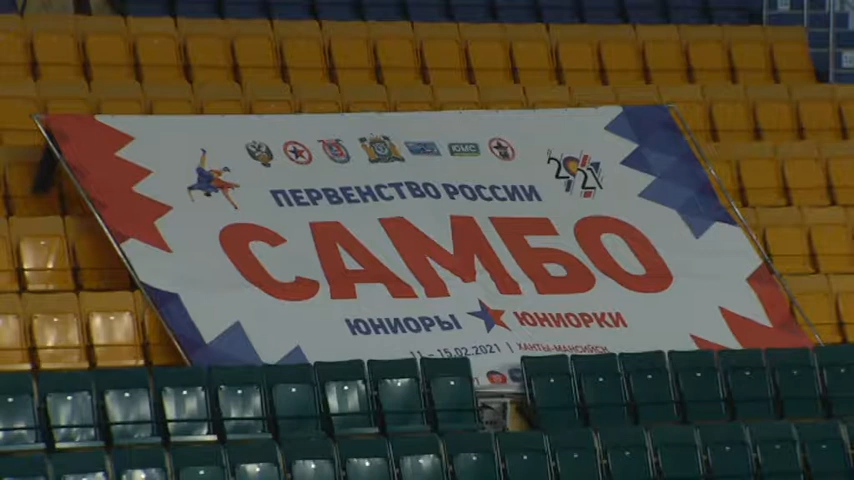 ПЕРВЕНСТВО РОССИИ
САМБО
ЮНИОРЫ ЮНИОРКИ
11 - 15.02.2021 | ХАНТЫ-МАНСИЙСК